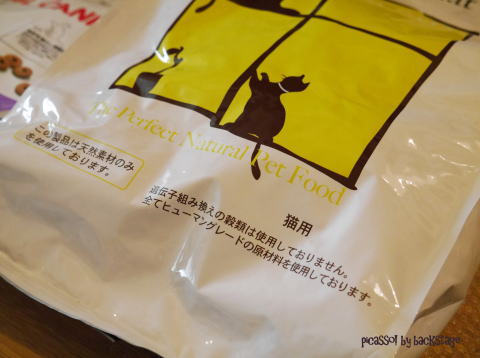 CANI
The Perfect Natural Pet Food
この製品は天然素材のみ
を使用しております。
猫用
遺伝子組み換えの穀類は使用しておりません。
全てヒューマングレードの原材料を使用しております。
picasso! by backstage